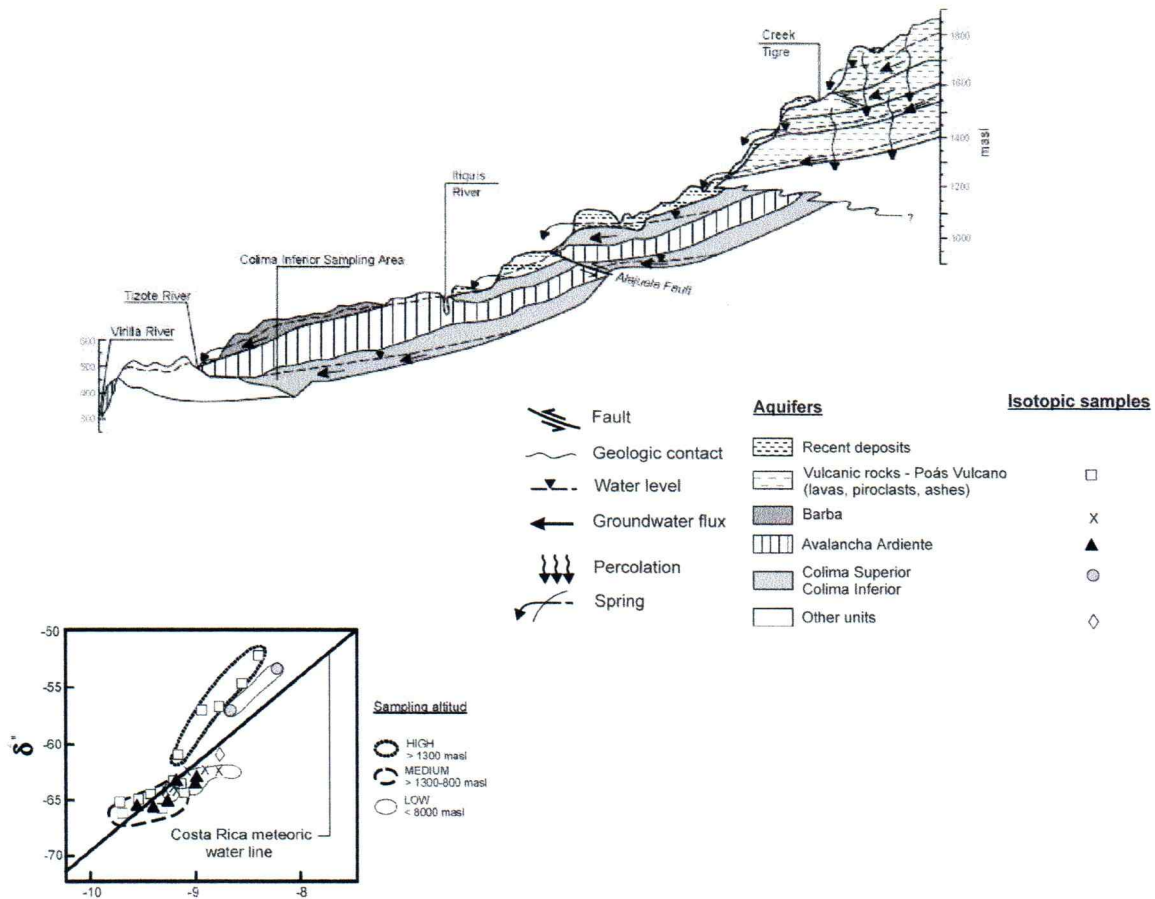 Creek
Tigre
1800
1600
1400
masl
1200
1000
Itiquis
River
Colima Inferior Sampling Area
Alajuela Fault
?
Tizote River
Virilla River
600
500
400
300
Fault
Geologic contact
Water level
Groundwater flux
Percolation
Spring
Aquifers
Isotopic samples
Recent deposits
Vulcanic rocks - Poás Vulcano
(lavas, piroclasts, ashes)
Barba
Avalancha Ardiente
Colima Superior
Colima Inferior
Other units
-50
-55
-60
-65
-70
-10
-9
-8
Costa Rica meteoric
water line
Sampling altitud
HIGH
> 1300 masl
MEDIUM
> 1300-800 masl
LOW
< 8000 masl